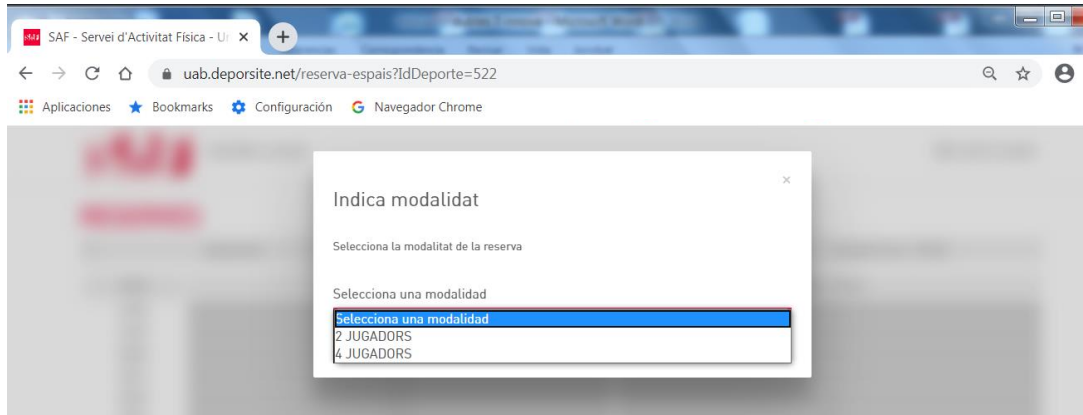 SAF - Servei d'Activitat Física - Ur
uab.deporsite.net/reserva-espais?IdDeporte=522
Aplicaciones Bookmarks Configuración Navegador Chrome
Indica modalidat
Selecciona la modalitat de la reserva
Selecciona una modalidad
Selecciona una modalidad
2 JUGADORS
4 JUGADORS